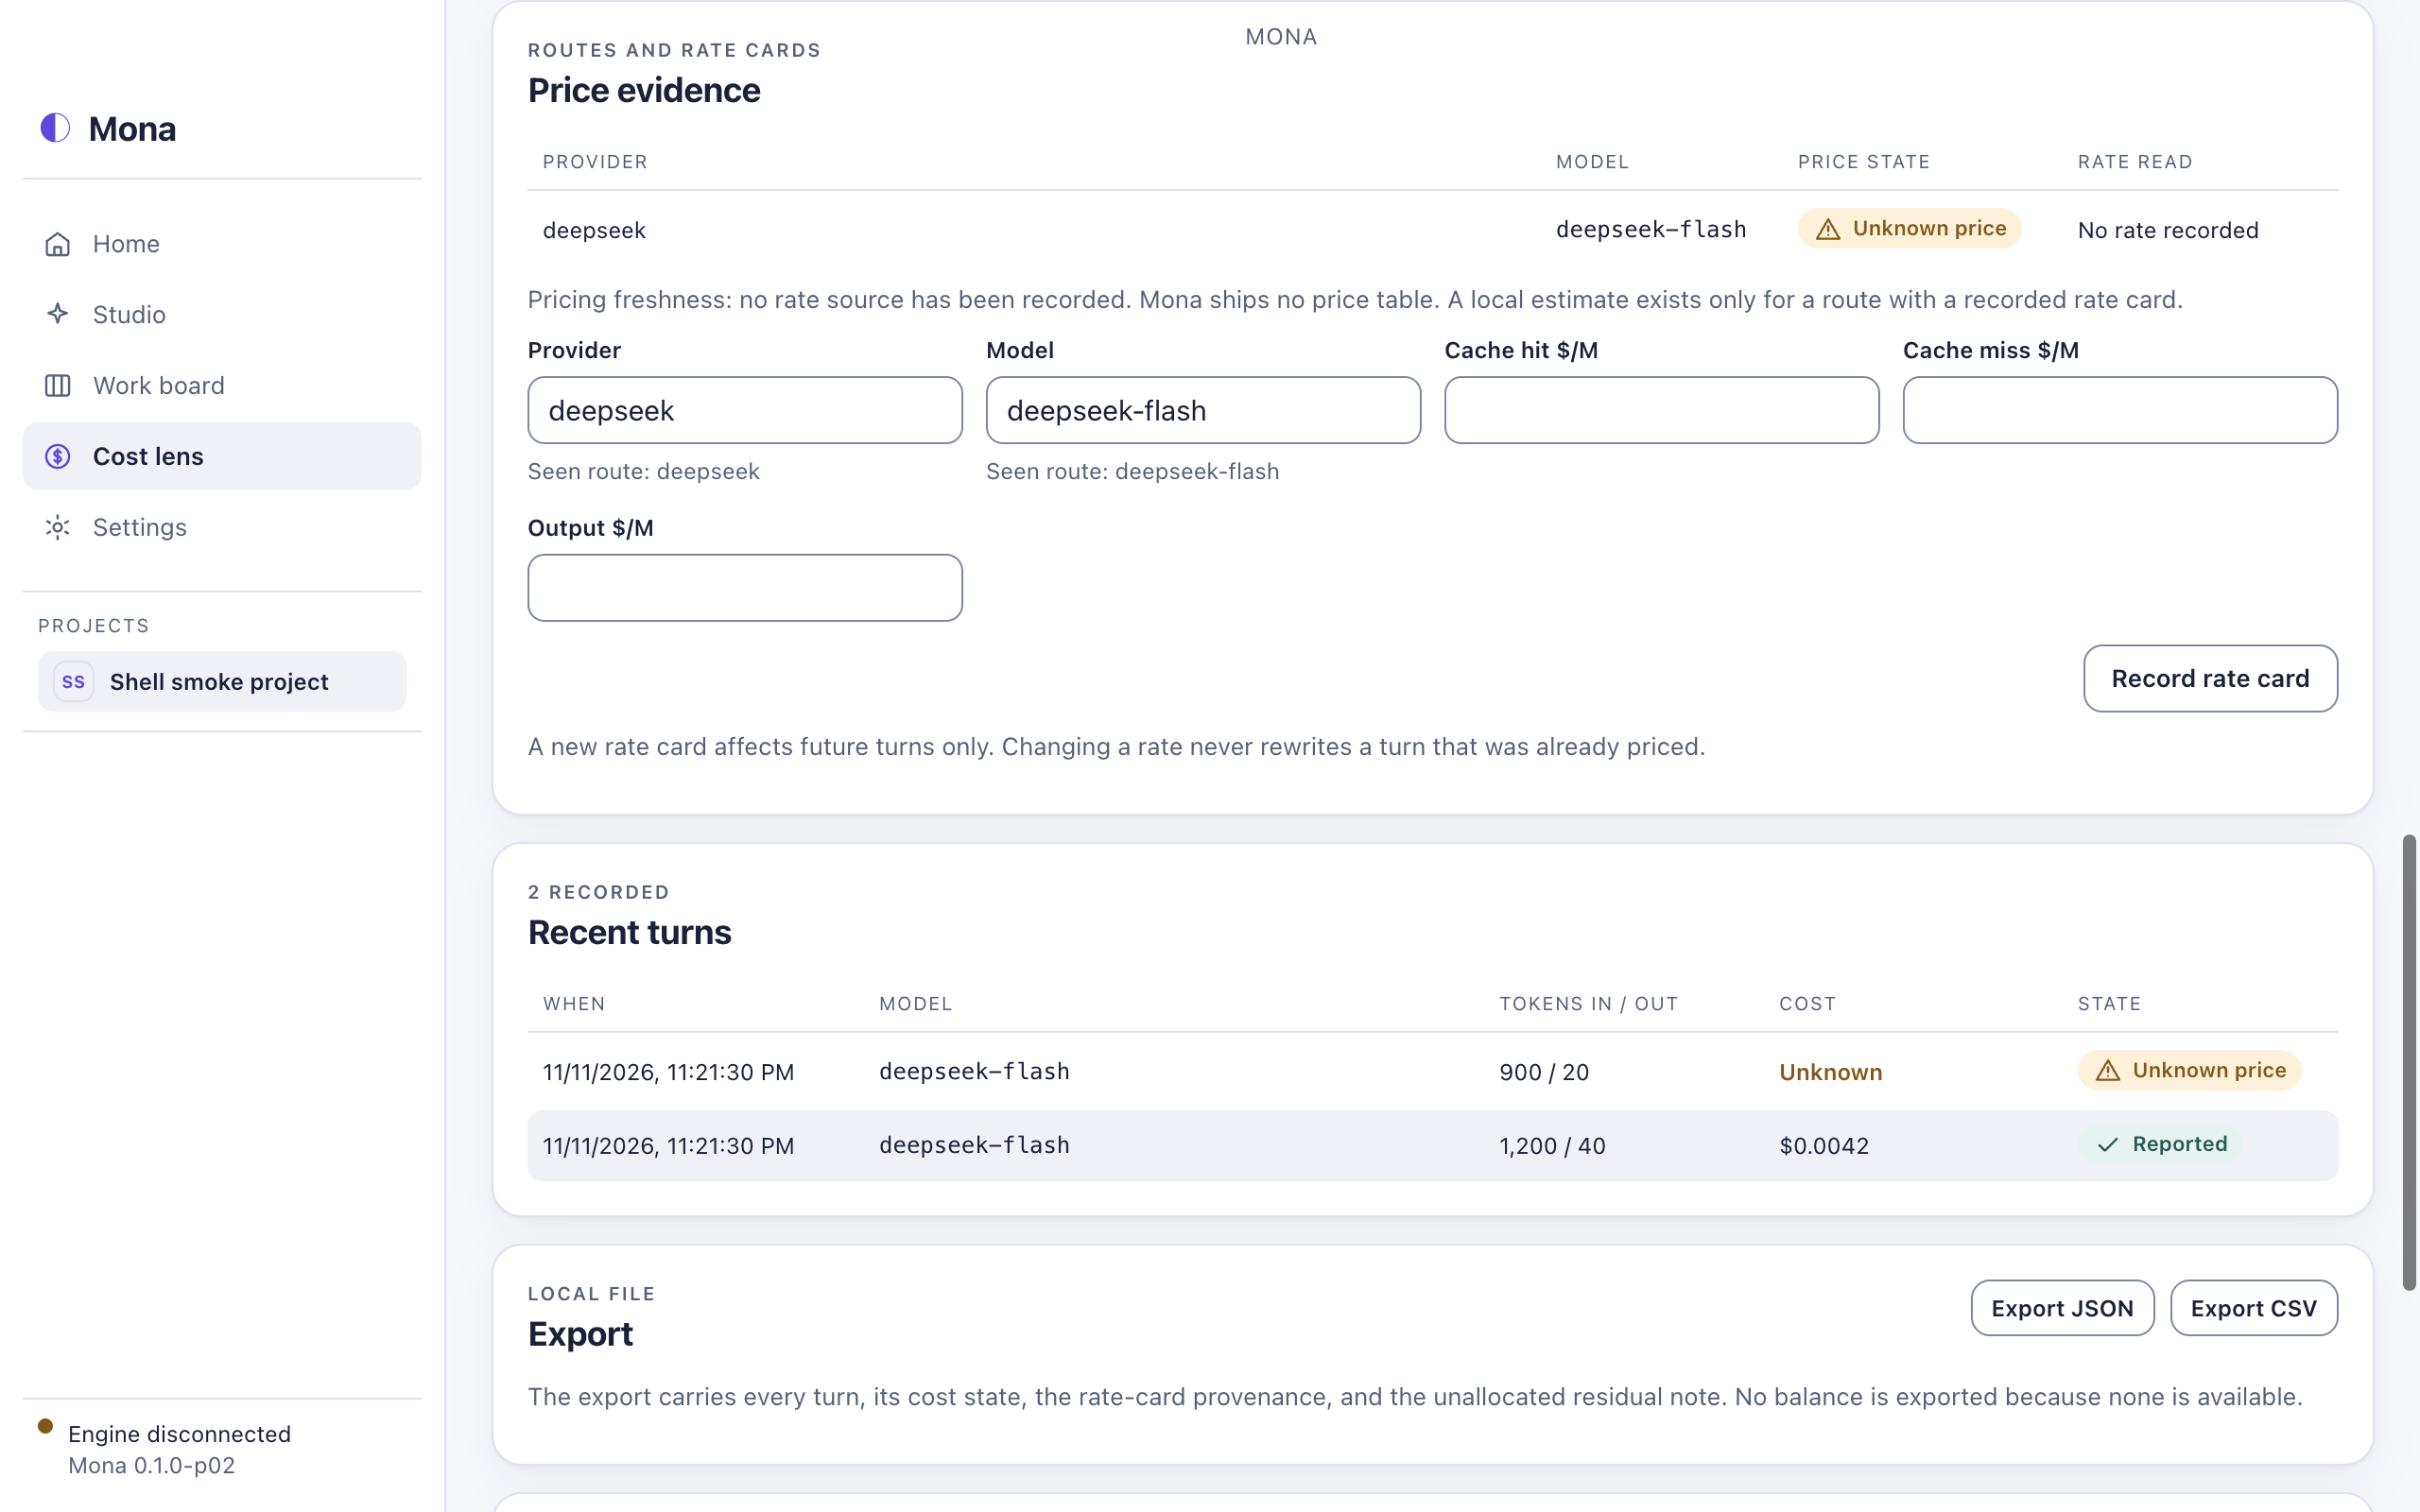 Mona
Home
Studio
Work board
Cost lens
Settings
PROJECTS
SS Shell smoke project
Engine disconnected
Mona 0.1.0-p02
MONA
ROUTES AND RATE CARDS
Price evidence
PROVIDER MODEL PRICE STATE RATE READ
deepseek deepseek-flash Unknown price No rate recorded
Pricing freshness: no rate source has been recorded. Mona ships no price table. A local estimate exists only for a route with a recorded rate card.
Provider Model Cache hit $/M Cache miss $/M
deepseek deepseek-flash
Seen route: deepseek Seen route: deepseek-flash
Output $/M
Record rate card
A new rate card affects future turns only. Changing a rate never rewrites a turn that was already priced.
2 RECORDED
Recent turns
WHEN MODEL TOKENS IN / OUT COST STATE
11/11/2026, 11:21:30 PM deepseek-flash 900 / 20 Unknown Unknown price
11/11/2026, 11:21:30 PM deepseek-flash 1,200 / 40 $0.0042 Reported
LOCAL FILE
Export
Export JSON Export CSV
The export carries every turn, its cost state, the rate-card provenance, and the unallocated residual note. No balance is exported because none is available.